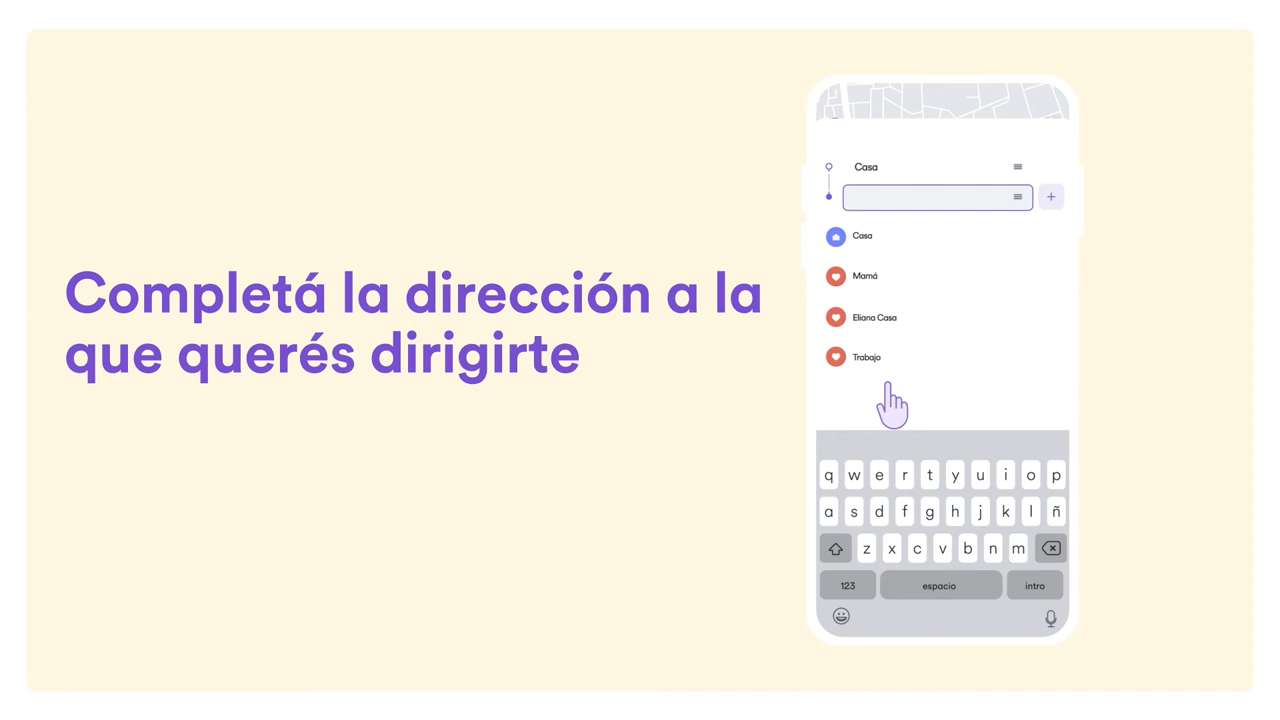 Completá la dirección a la
que querés dirigirte
Casa
+
Casa
Mamá
Eliana Casa
Trabajo
q w e r t y u i o p
a s d f g h j k l ñ
z x c v b n m
123 espacio intro